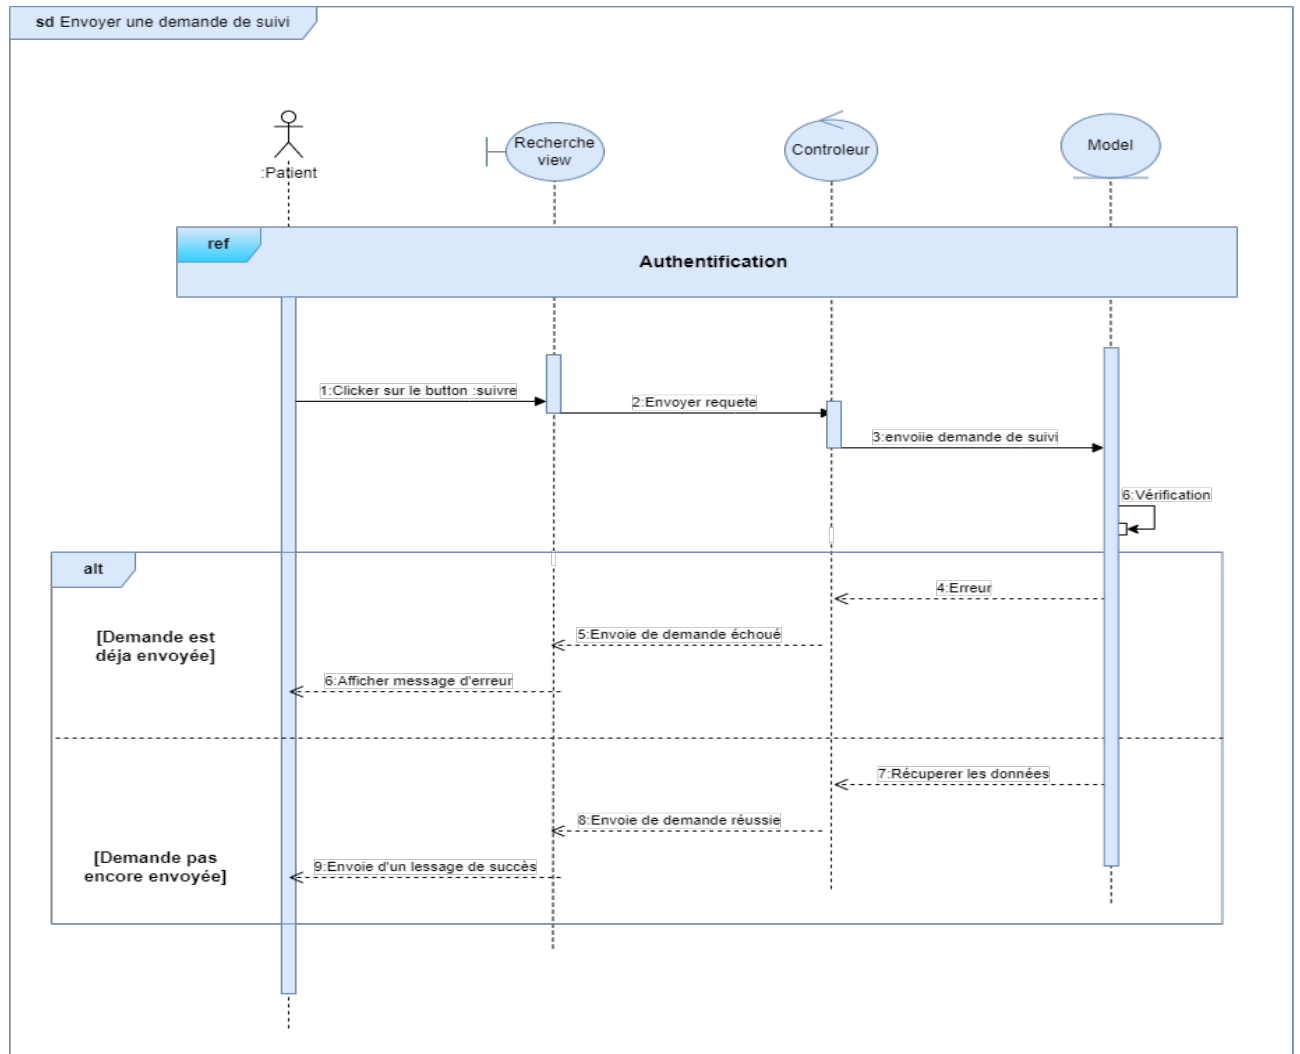 sd Envoyer une demande de suivi
:Patient
Recherche
view
Controleur
Model
ref
Authentification
1:Clicker sur le button :suivre
2:Envoyer requete
3:envoiie demande de suivi
6:Vérification
alt
[Demande est
déja envoyée]
4:Erreur
5:Envoie de demande échoué
6:Afficher message d'erreur
7:Récuperer les données
8:Envoie de demande réussie
[Demande pas
encore envoyée]
9:Envoie d'un lessage de succès